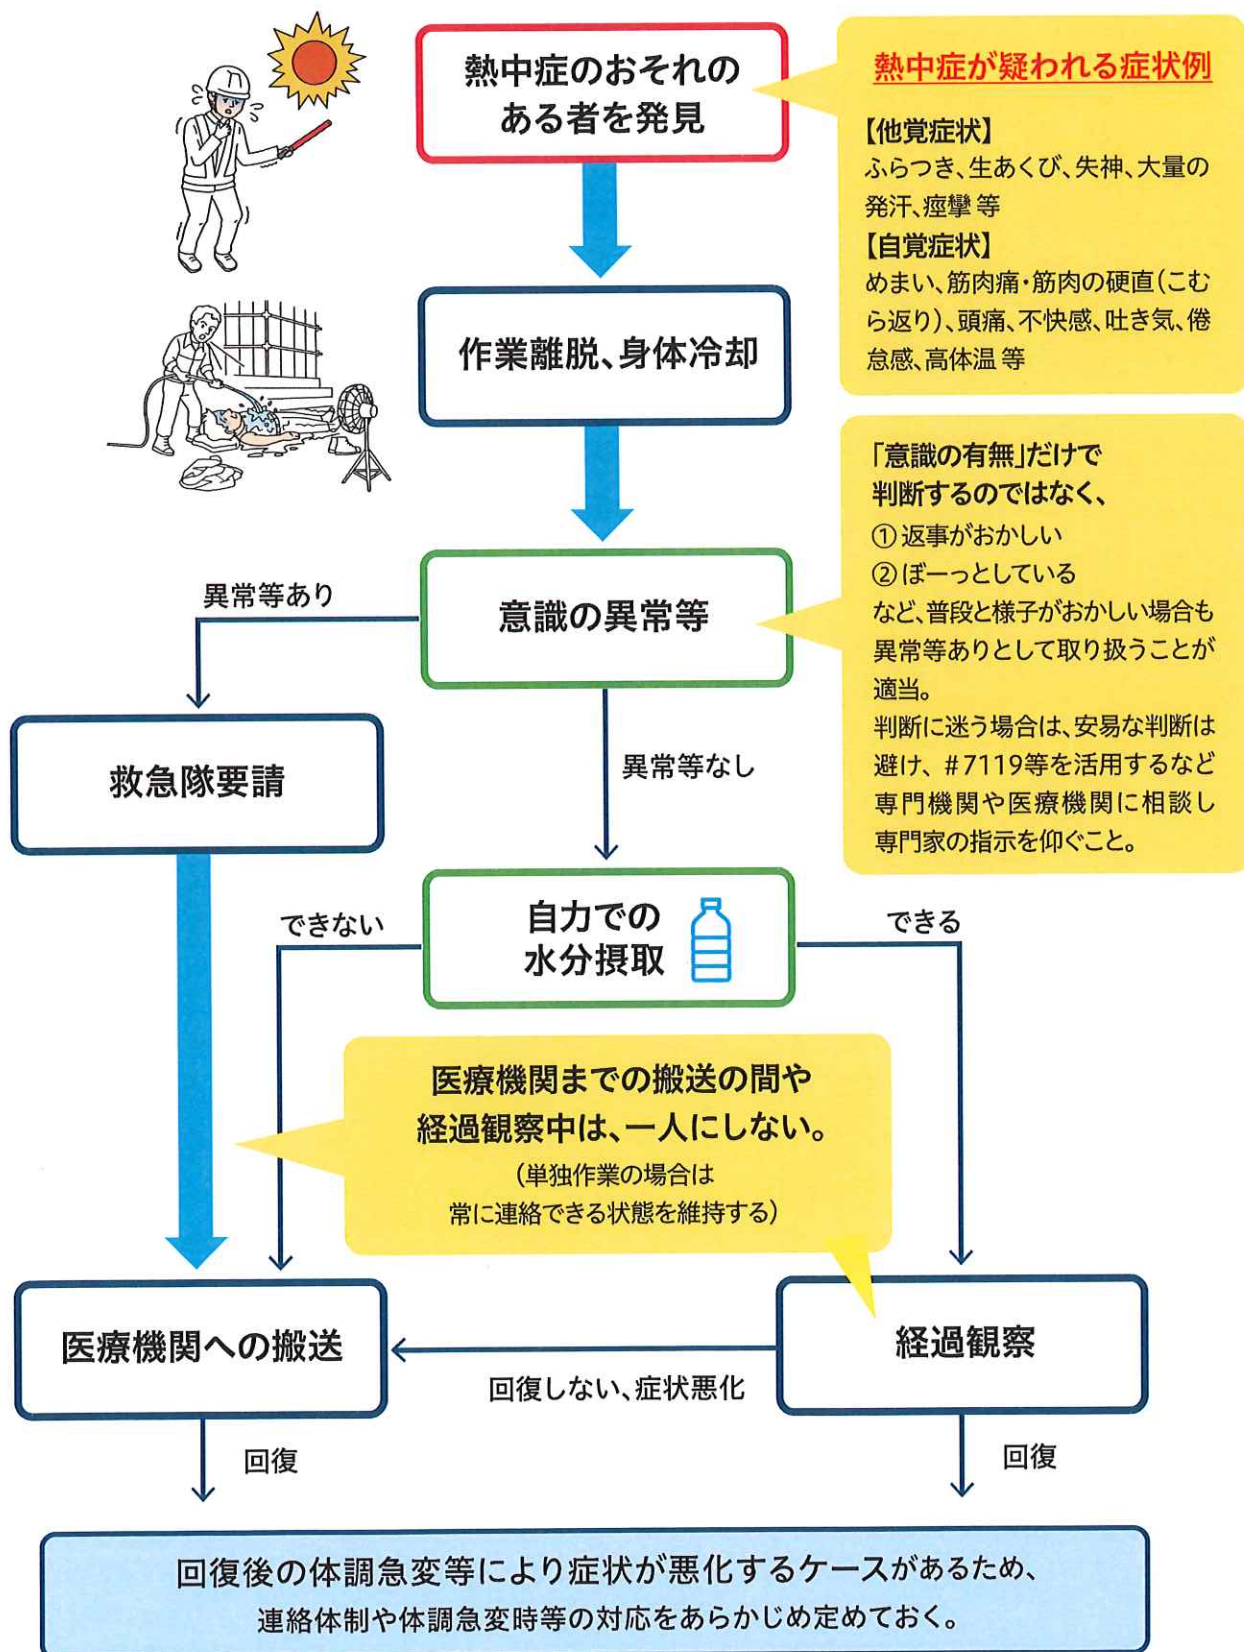 熱中症のおそれの
ある者を発見
熱中症が疑われる症状例
【他覚症状】
ふらつき、生あくび、失神、大量の
発汗、痙攣 等
【自覚症状】
めまい、筋肉痛・筋肉の硬直(こむ
ら返り)、頭痛、不快感、吐き気、倦
怠感、高体温 等
作業離脱、身体冷却
「意識の有無」だけで
判断するのではなく、
①返事がおかしい
②ぼーっとしている
など、普段と様子がおかしい場合も
異常等ありとして取り扱うことが
適当。
判断に迷う場合は、安易な判断は
避け、#7119等を活用するなど
専門機関や医療機関に相談し
専門家の指示を仰ぐこと。
意識の異常等
異常等あり
異常等なし
救急隊要請
自力での
水分摂取
できない
できる
医療機関までの搬送の間や
経過観察中は、一人にしない。
(単独作業の場合は
常に連絡できる状態を維持する)
医療機関への搬送
経過観察
回復しない、症状悪化
回復
回復
回復後の体調急変等により症状が悪化するケースがあるため、
連絡体制や体調急変時等の対応をあらかじめ定めておく。